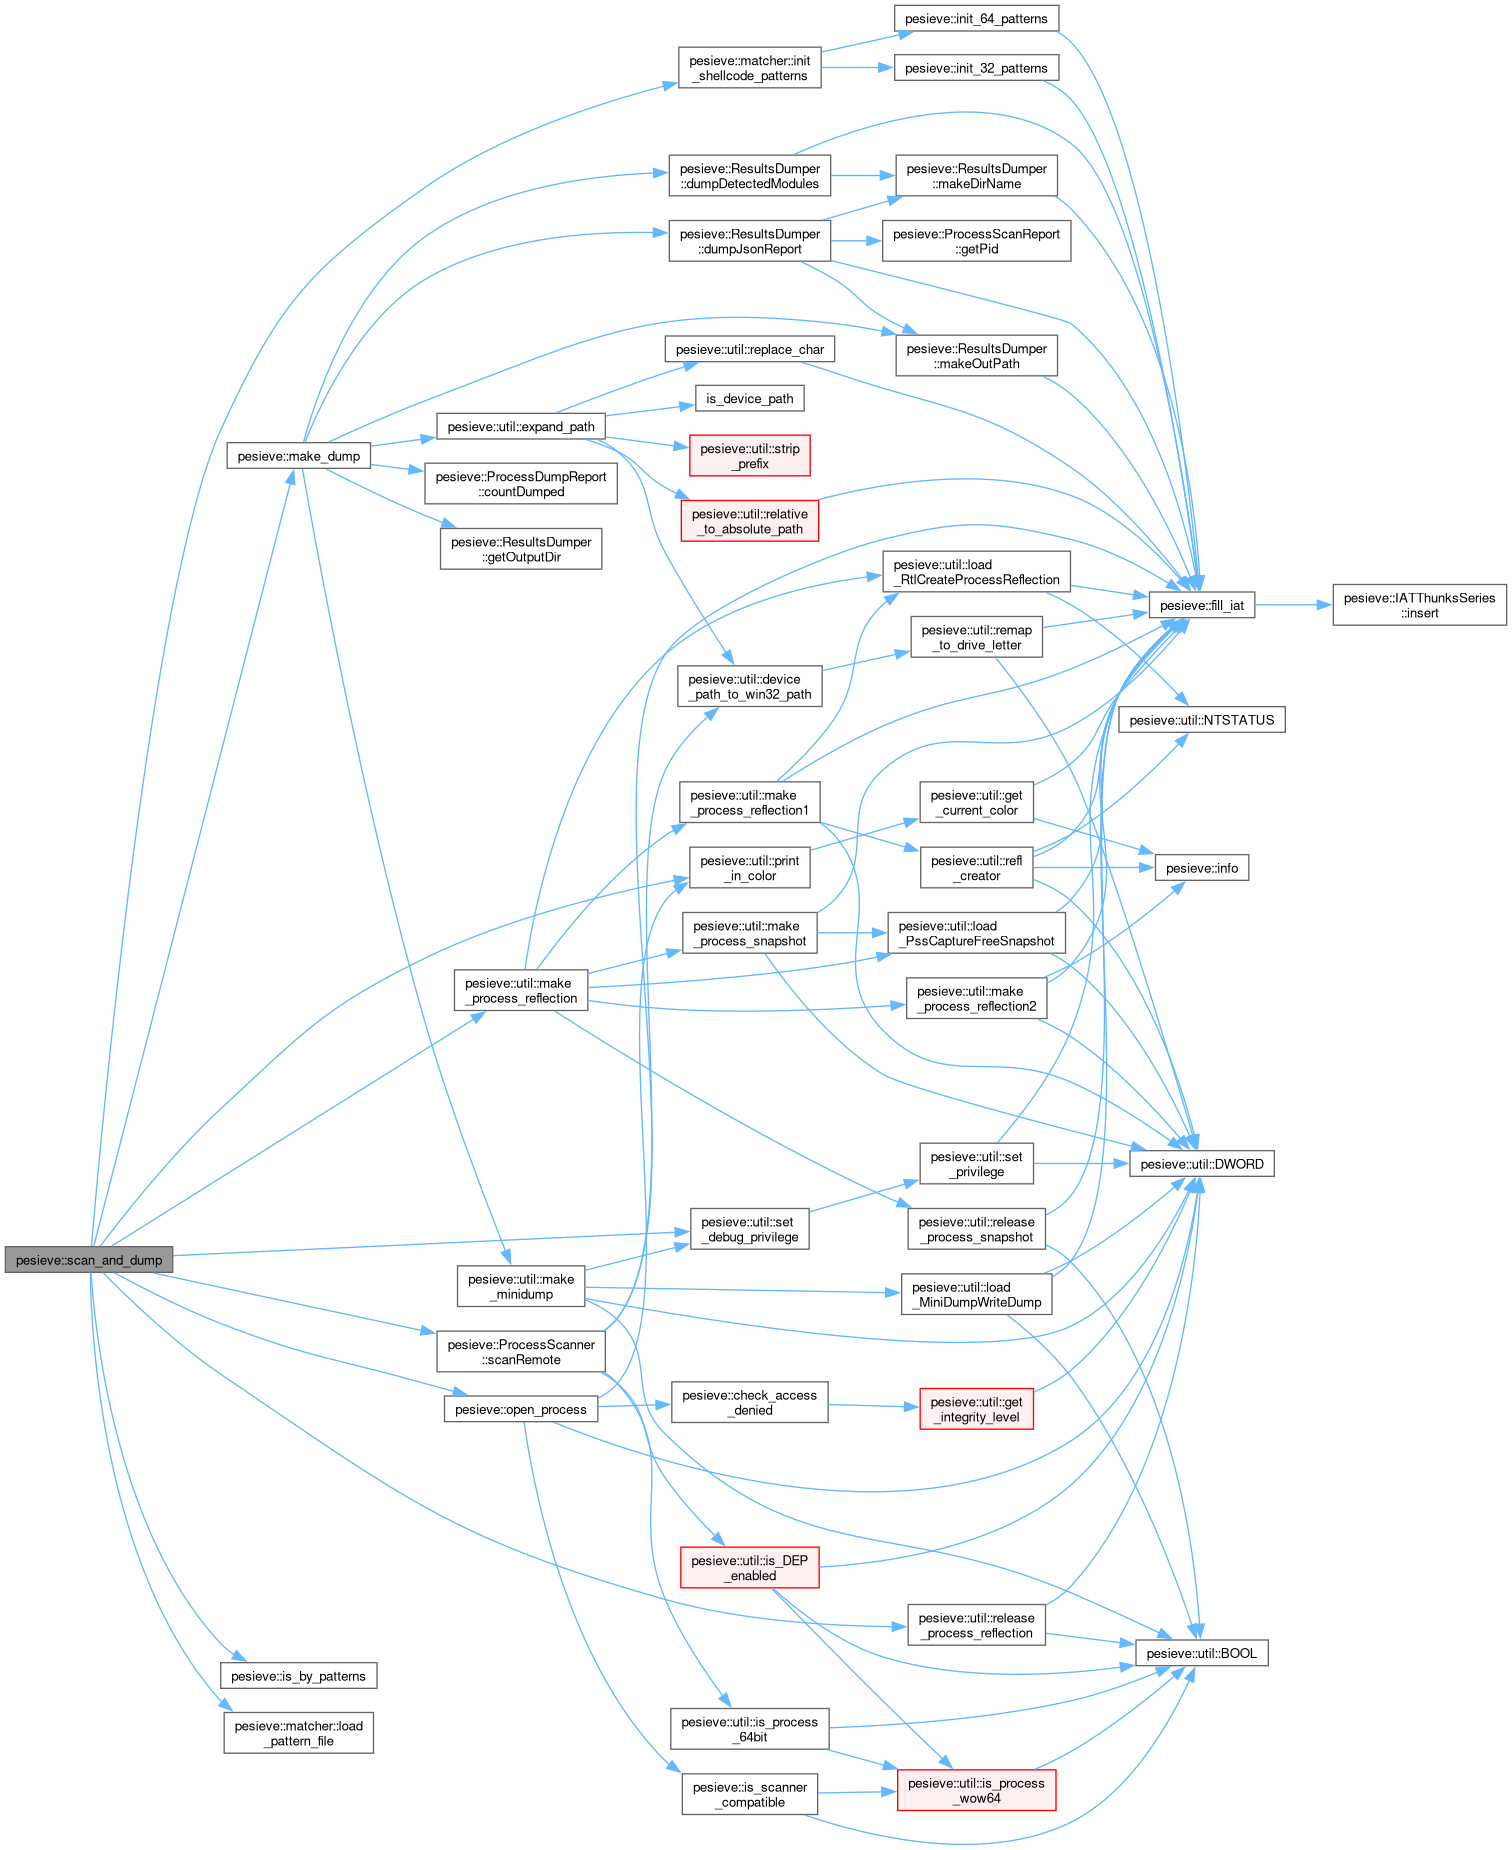 pesieve::init_64_patterns
pesieve::matcher::init
_shellcode_patterns
pesieve::init_32_patterns
pesieve::ResultsDumper
::dumpDetectedModules
pesieve::ResultsDumper
::makeDirName
pesieve::ResultsDumper
::dumpJsonReport
pesieve::ProcessScanReport
::getPid
pesieve::util::replace_char
pesieve::ResultsDumper
::makeOutPath
is_device_path
pesieve::util::expand_path
pesieve::make_dump
pesieve::util::strip
_prefix
pesieve::ProcessDumpReport
::countDumped
pesieve::util::relative
_to_absolute_path
pesieve::ResultsDumper
::getOutputDir
pesieve::util::load
_RtlCreateProcessReflection
pesieve::fill_iat
pesieve::IATThunksSeries
::insert
pesieve::util::remap
_to_drive_letter
pesieve::util::device
_path_to_win32_path
pesieve::util::NTSTATUS
pesieve::util::make
_process_reflection1
pesieve::util::get
_current_color
pesieve::util::print
_in_color
pesieve::util::refl
_creator
pesieve::info
pesieve::util::make
_process_snapshot
pesieve::util::load
_PssCaptureFreeSnapshot
pesieve::util::make
_process_reflection
pesieve::util::make
_process_reflection2
pesieve::util::set
_privilege
pesieve::util::DWORD
pesieve::util::set
_debug_privilege
pesieve::util::release
_process_snapshot
pesieve::scan_and_dump
pesieve::util::make
_minidump
pesieve::util::load
_MiniDumpWriteDump
pesieve::ProcessScanner
::scanRemote
pesieve::open_process
pesieve::check_access
_denied
pesieve::util::get
_integrity_level
pesieve::util::is_DEP
_enabled
pesieve::util::release
_process_reflection
pesieve::util::BOOL
pesieve::is_by_patterns
pesieve::matcher::load
_pattern_file
pesieve::util::is_process
_64bit
pesieve::is_scanner
_compatible
pesieve::util::is_process
_wow64